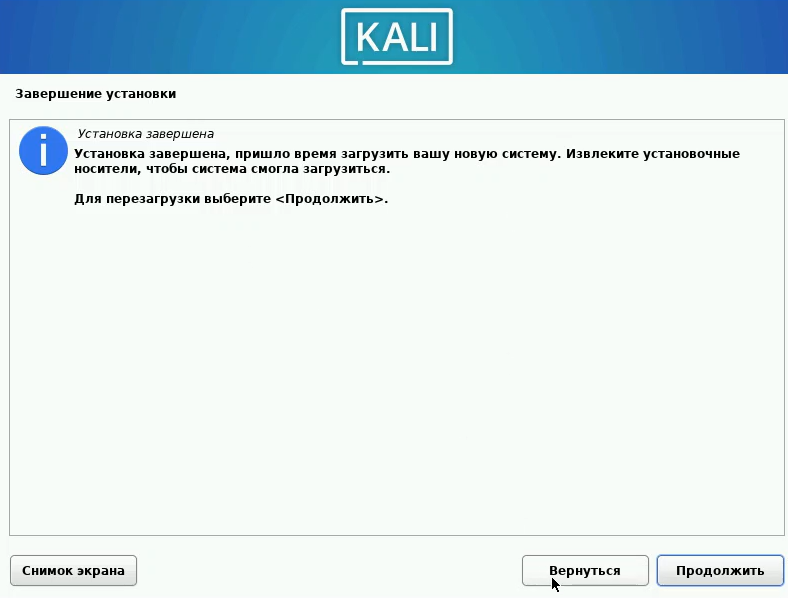 KALI
Завершение установки
Установка завершена
Установка завершена, пришло время загрузить вашу новую систему. Извлеките установочные
носители, чтобы система смогла загрузиться.
Для перезагрузки выберите <Продолжить>.
Снимок экрана
Вернуться
Продолжить